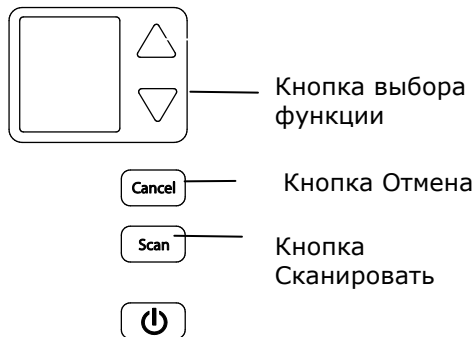 Кнопка выбора
функции
Cancel
Кнопка Отмена
Scan
Кнопка
Сканировать